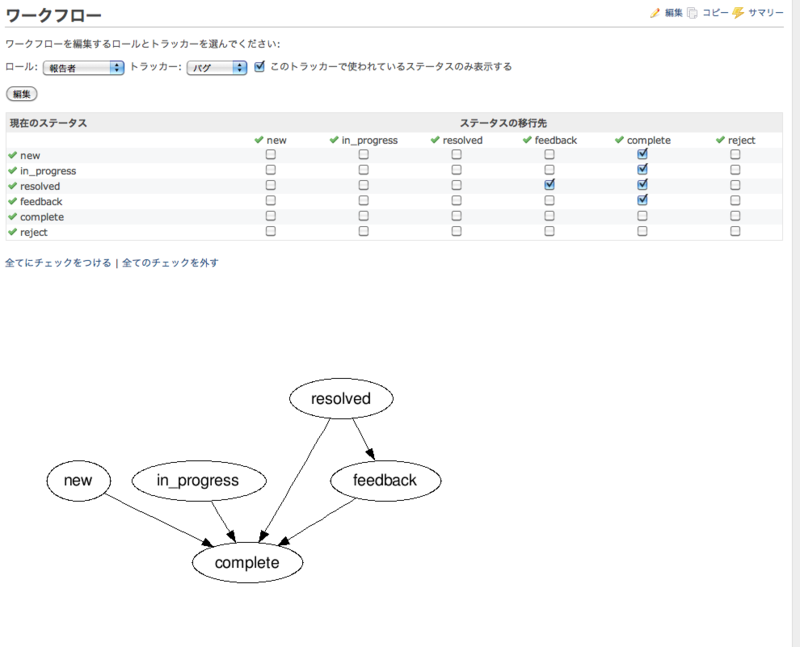 ワークフロー
編集 コピー サマリー
ワークフローを編集するロールとトラッカーを選んでください:
ロール: 報告者 トラッカー: バグ このトラッカーで使われているステータスのみ表示する
編集
現在のステータス ステータスの移行先
new in_progress resolved feedback complete reject
new
in_progress
resolved
feedback
complete
reject
全てにチェックをつける | 全てのチェックを外す
resolved
new in_progress feedback
complete